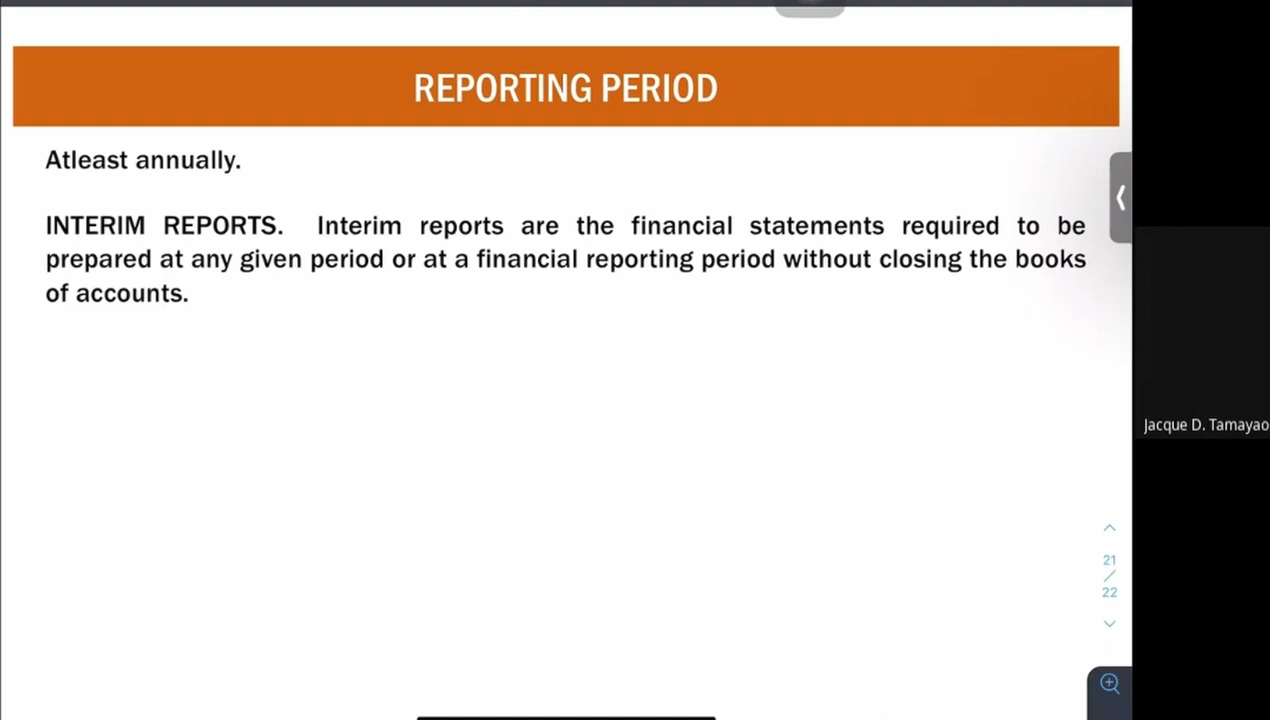 REPORTING PERIOD
Atleast annually.
INTERIM REPORTS. Interim reports are the financial statements required to be
prepared at any given period or at a financial reporting period without closing the books
of accounts.
Jacque D. Tamayao
21
/
22